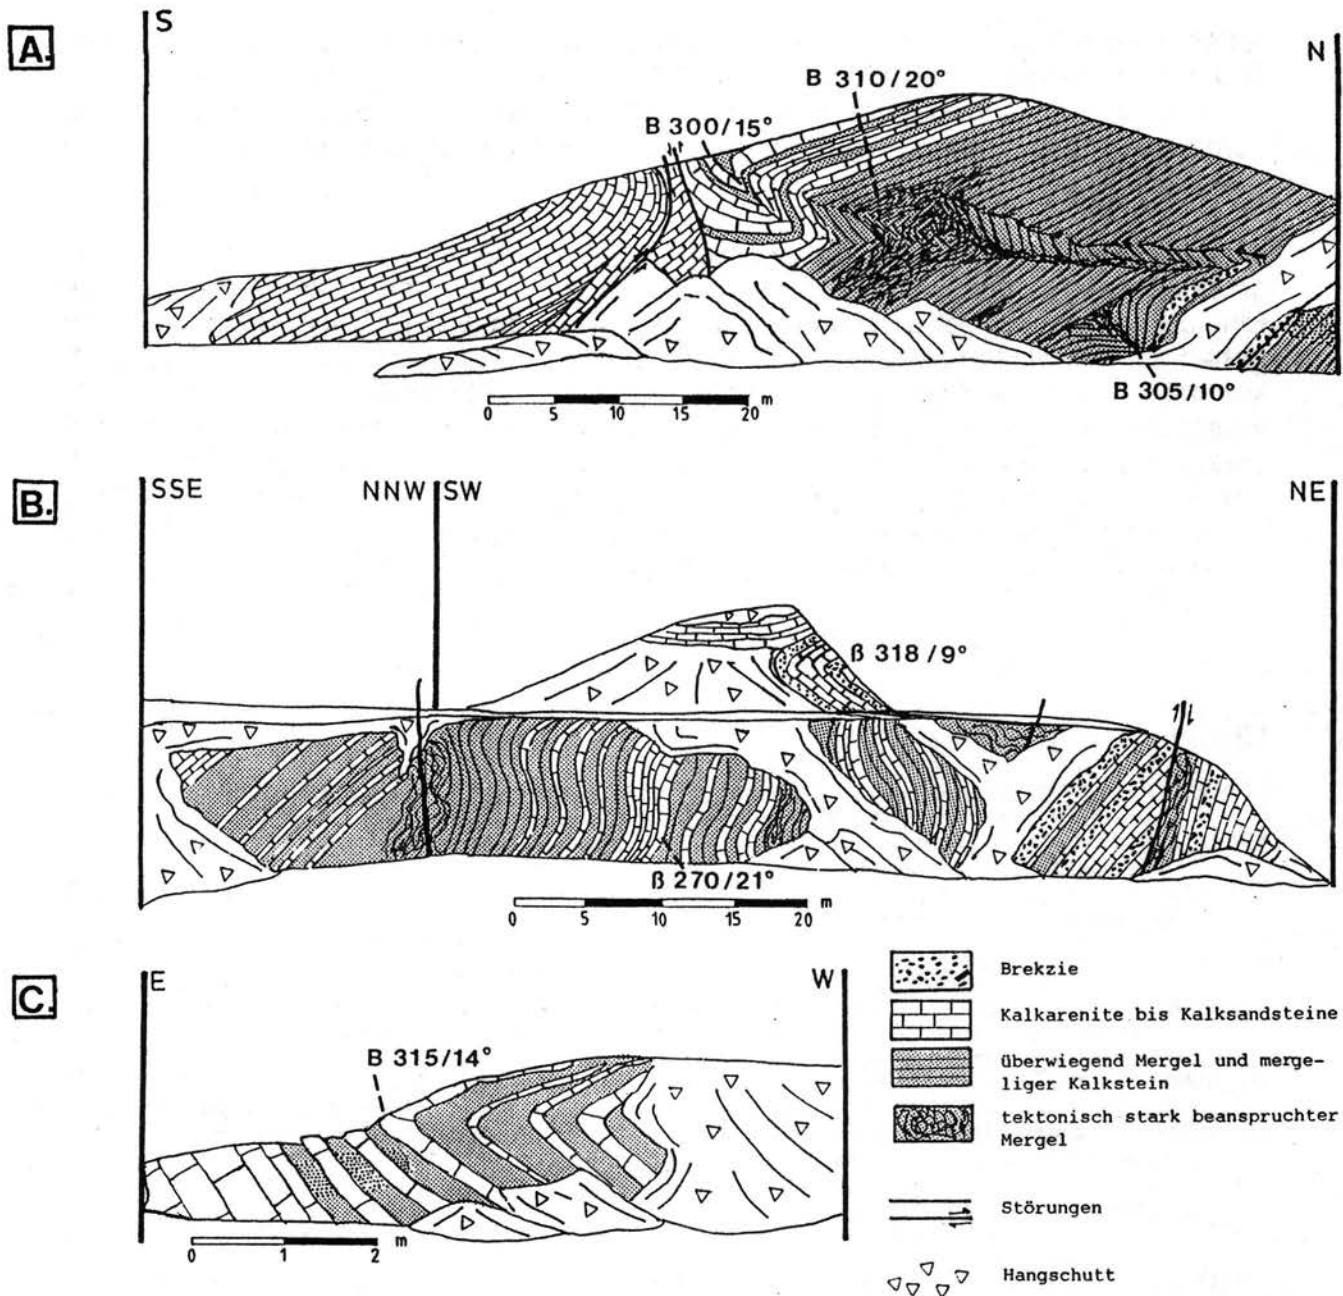 A.
S
N
B 310/20°
B 300/15°
B 305/10°
0 5 10 15 20 m
B.
SSE NNW SW NE
ß 318/9°
ß 270/21°
0 5 10 15 20 m
C.
E W
B 315/14°
0 1 2 m
Brekzie
Kalkarenite bis Kalksandsteine
überwiegend Mergel und merge-
liger Kalkstein
tektonisch stark beanspruchter
Mergel
Störungen
Hangschutt